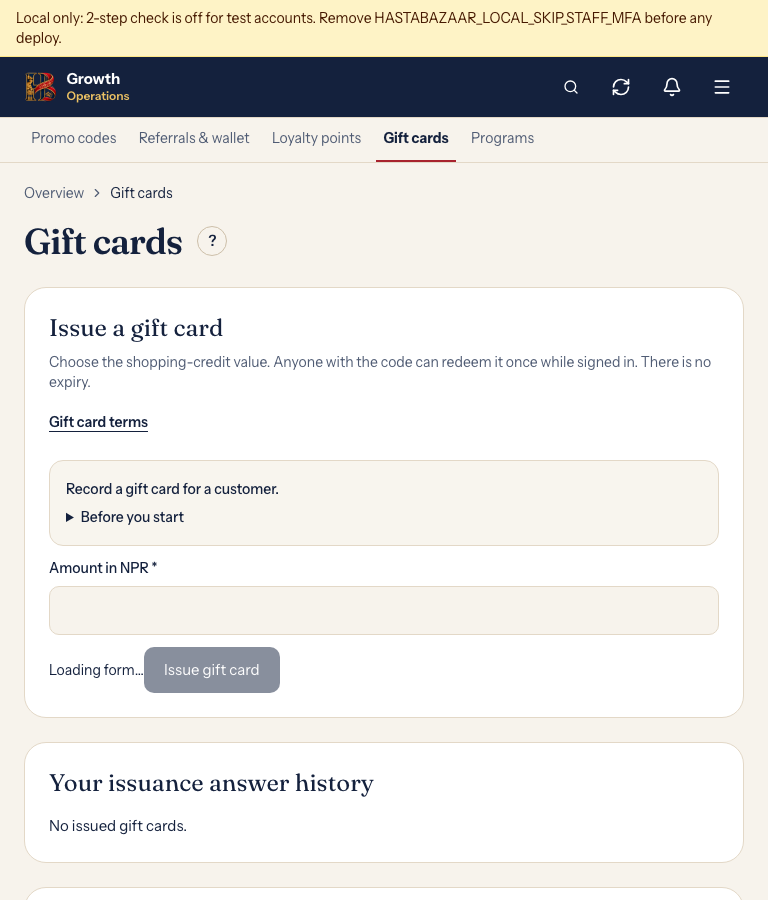 Local only: 2-step check is off for test accounts. Remove HASTABAZAAR_LOCAL_SKIP_STAFF_MFA before any
deploy.
Growth
Operations
Promo codes
Referrals & wallet
Loyalty points
Gift cards
Programs
Overview
Gift cards
Gift cards
?
Issue a gift card
Choose the shopping-credit value. Anyone with the code can redeem it once while signed in. There is no
expiry.
Gift card terms
Record a gift card for a customer.
Before you start
Amount in NPR *
Loading form…
Issue gift card
Your issuance answer history
No issued gift cards.